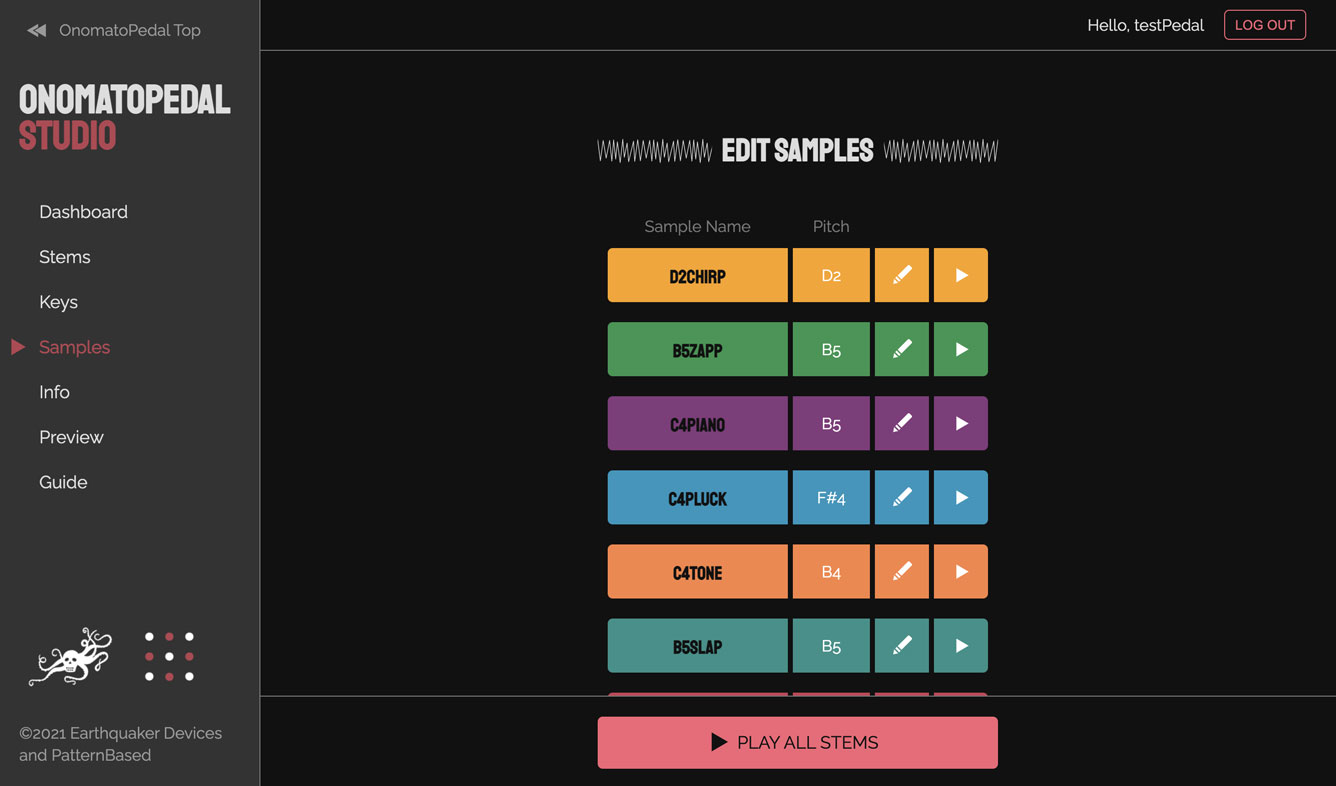 OnomatoPedal Top
Hello, testPedal
LOG OUT
ONOMATOPEDAL
STUDIO
Dashboard
Stems
Keys
Samples
Info
Preview
Guide
©2021 Earthquaker Devices
and PatternBased
EDIT SAMPLES
Sample Name Pitch
D2CHIRP D2
B5ZAPP B5
C4PIANO B5
C4PLUCK F#4
C4TONE B4
B5SLAP B5
PLAY ALL STEMS